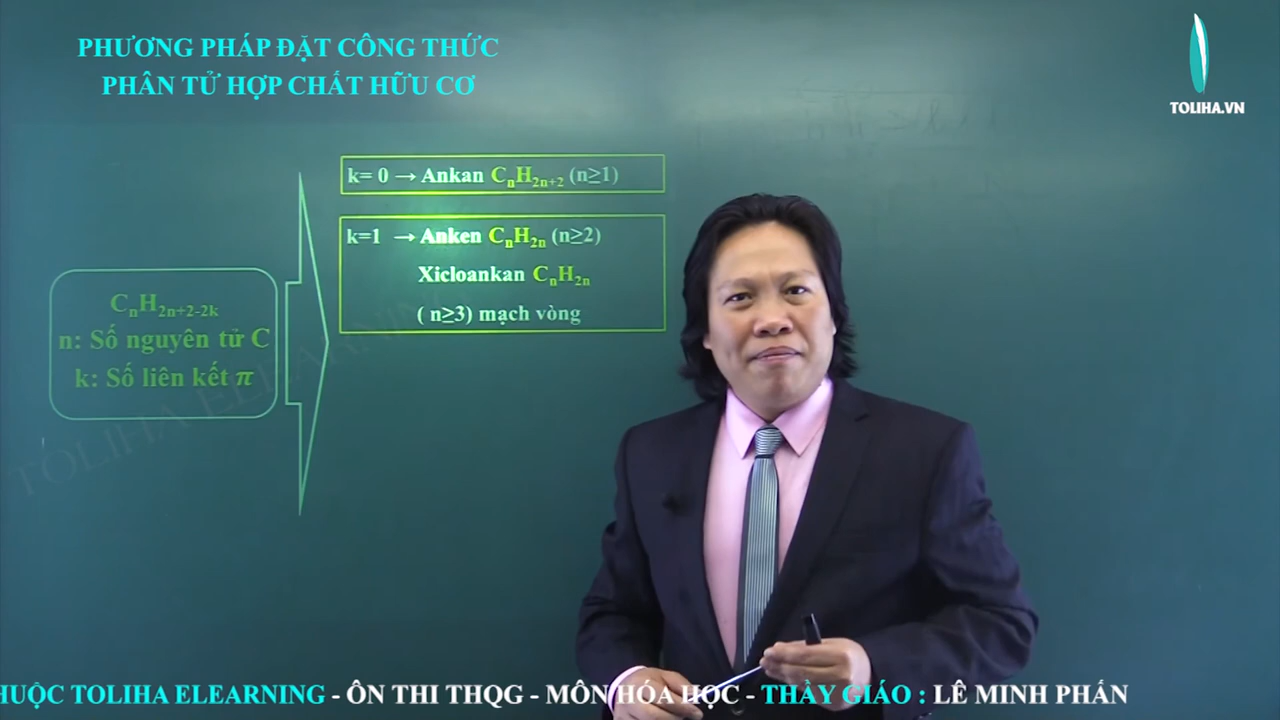 PHƯƠNG PHÁP ĐẶT CÔNG THỨC
PHÂN TỬ HỢP CHẤT HỮU CƠ
TOLIHA.VN
k= 0 → Ankan CₙH₂ₙ₊₂ (n≥1)
k=1 → Anken CₙH₂ₙ (n≥2)
Xicloankan CₙH₂ₙ
( n≥3) mạch vòng
CₙH₂ₙ₊₂₋₂ₖ
n: Số nguyên tử C
k: Số liên kết π
TOLIHA ELEARNING
HUỘC TOLIHA ELEARNING - ÔN THI THQG - MÔN HÓA HỌC - THẦY GIÁO : LÊ MINH PHẤN